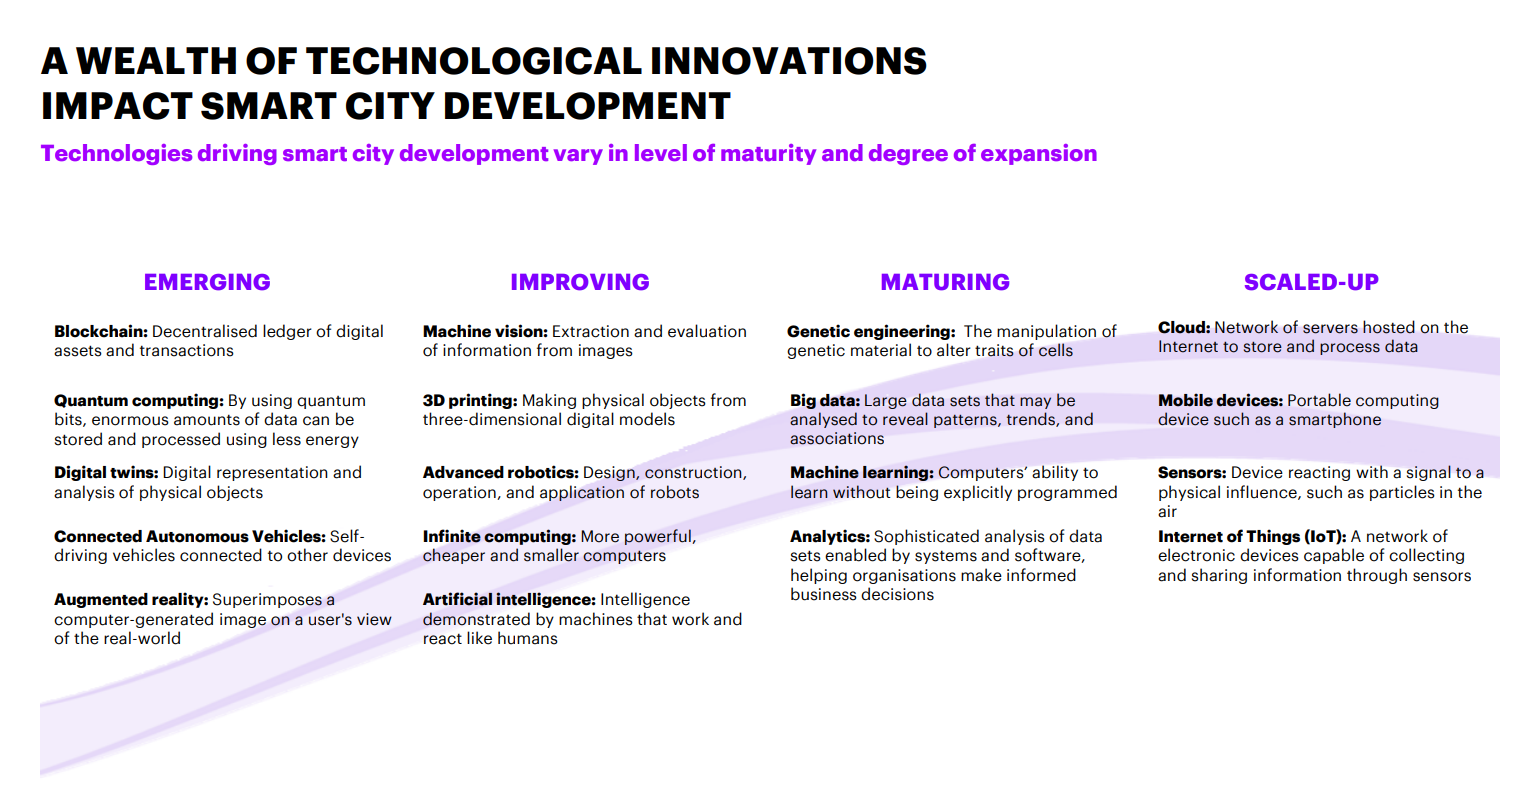 A WEALTH OF TECHNOLOGICAL INNOVATIONS
IMPACT SMART CITY DEVELOPMENT
Technologies driving smart city development vary in level of maturity and degree of expansion
EMERGING
Blockchain: Decentralised ledger of digital
assets and transactions
Quantum computing: By using quantum
bits, enormous amounts of data can be
stored and processed using less energy
Digital twins: Digital representation and
analysis of physical objects
Connected Autonomous Vehicles: Self-
driving vehicles connected to other devices
Augmented reality: Superimposes a
computer-generated image on a user's view
of the real-world
IMPROVING
Machine vision: Extraction and evaluation
of information from images
3D printing: Making physical objects from
three-dimensional digital models
Advanced robotics: Design, construction,
operation, and application of robots
Infinite computing: More powerful,
cheaper and smaller computers
Artificial intelligence: Intelligence
demonstrated by machines that work and
react like humans
MATURING
Genetic engineering: The manipulation of
genetic material to alter traits of cells
Big data: Large data sets that may be
analysed to reveal patterns, trends, and
associations
Machine learning: Computers’ ability to
learn without being explicitly programmed
Analytics: Sophisticated analysis of data
sets enabled by systems and software,
helping organisations make informed
business decisions
SCALED-UP
Cloud: Network of servers hosted on the
Internet to store and process data
Mobile devices: Portable computing
device such as a smartphone
Sensors: Device reacting with a signal to a
physical influence, such as particles in the
air
Internet of Things (IoT): A network of
electronic devices capable of collecting
and sharing information through sensors